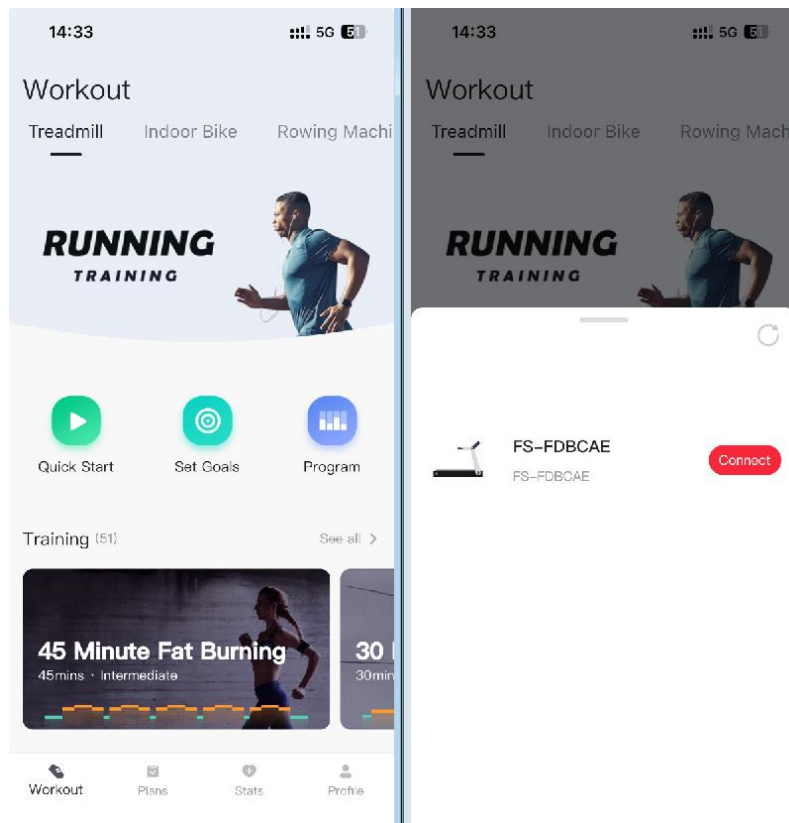 14:33
5G 51
Workout
Treadmill Indoor Bike Rowing Machi
RUNNING
TRAINING
Quick Start Set Goals Program
Training (51) See all >
45 Minute Fat Burning
45mins · Intermediate
30
30min
Workout Plans Stats Profile
14:33
5G 51
Workout
Treadmill Indoor Bike Rowing Mach
RUNNING
TRAINING
FS-FDBCAE
FS-FDBCAE
Connect